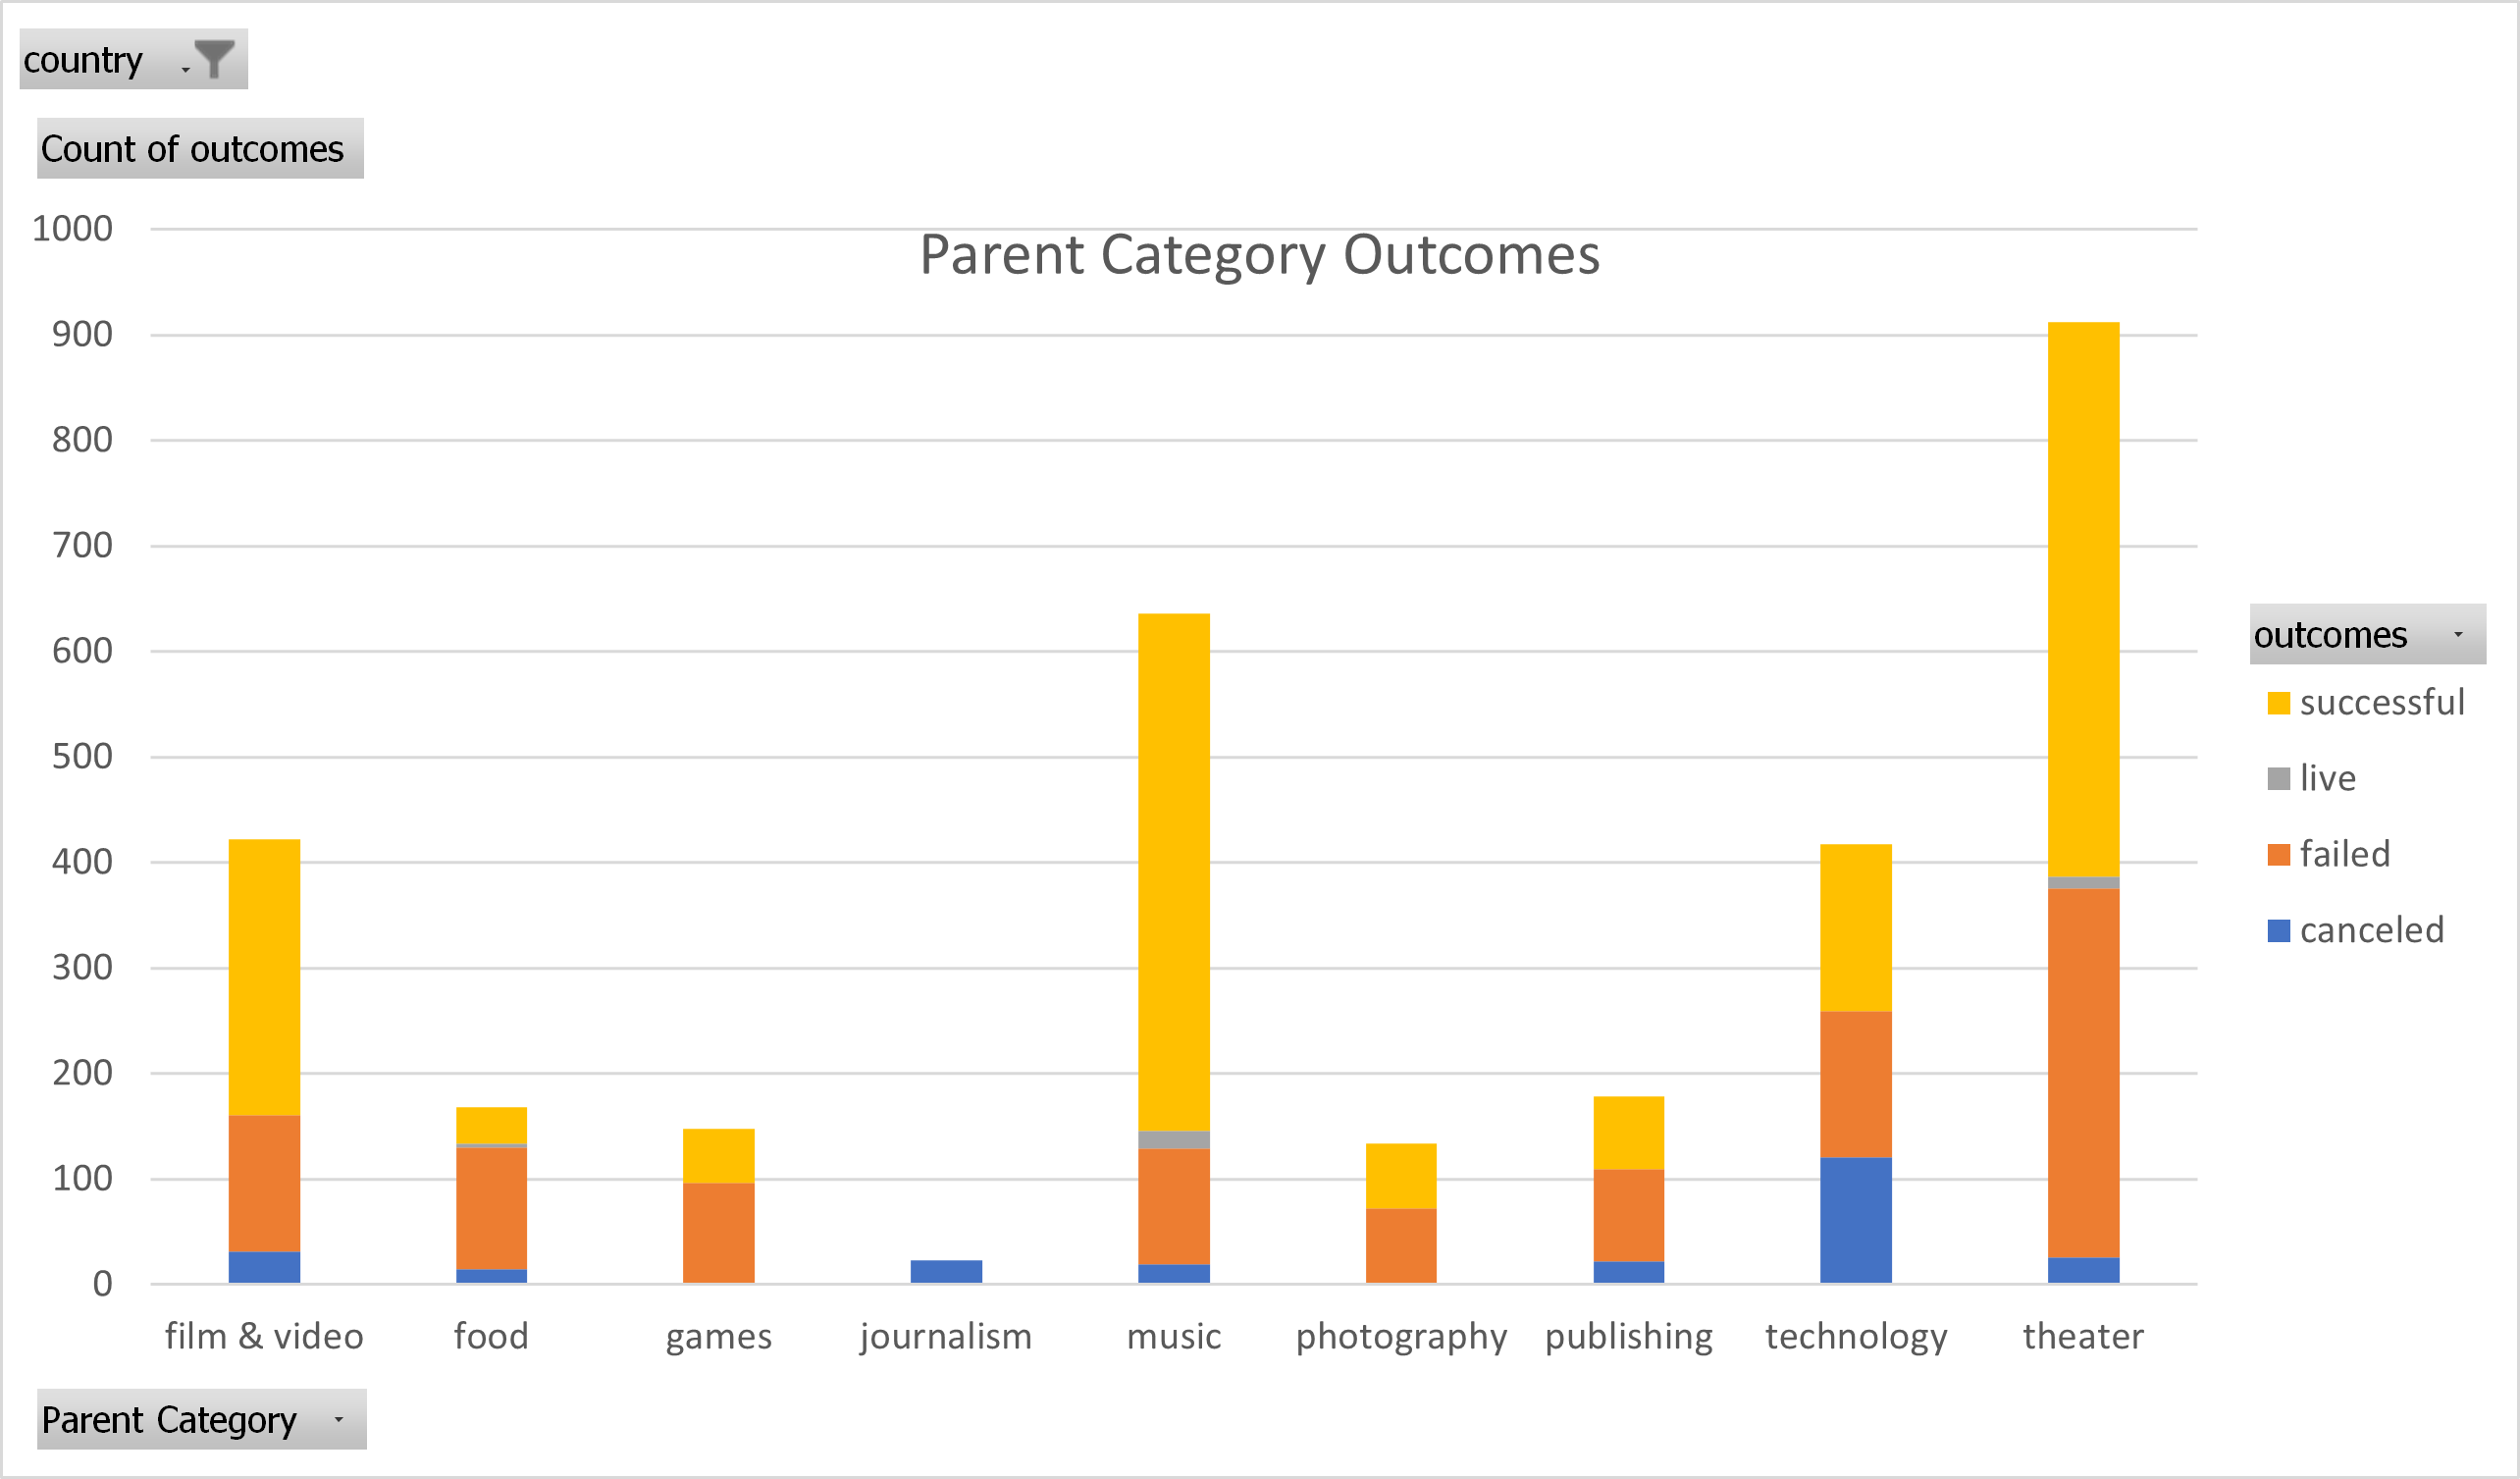 country
Count of outcomes
Parent Category Outcomes
1000
900
800
700
600
500
400
300
200
100
0
film & video food games journalism music photography publishing technology theater
outcomes
successful
live
failed
canceled
Parent Category